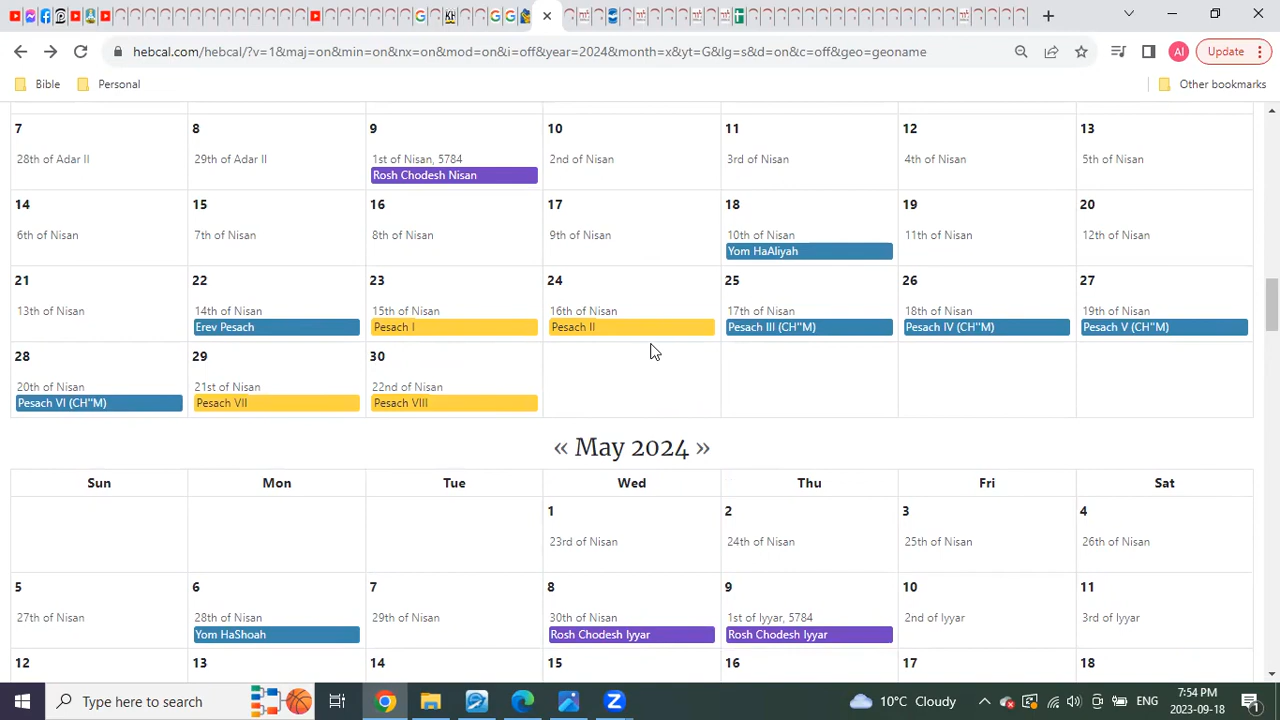 hebcal.com/hebcal/?v=1&maj=on&min=on&nx=on&mod=on&i=off&year=2024&month=x&yt=G&lg=s&d=on&c=off&geo=geoname
AI
Update
Bible
Personal
Other bookmarks
7 8 9 10 11 12 13
28th of Adar II 29th of Adar II 1st of Nisan, 5784 2nd of Nisan 3rd of Nisan 4th of Nisan 5th of Nisan
Rosh Chodesh Nisan
14 15 16 17 18 19 20
6th of Nisan 7th of Nisan 8th of Nisan 9th of Nisan 10th of Nisan 11th of Nisan 12th of Nisan
Yom HaAliyah
21 22 23 24 25 26 27
13th of Nisan 14th of Nisan 15th of Nisan 16th of Nisan 17th of Nisan 18th of Nisan 19th of Nisan
Erev Pesach Pesach I Pesach II Pesach III (CH"M) Pesach IV (CH"M) Pesach V (CH"M)
28 29 30
20th of Nisan 21st of Nisan 22nd of Nisan
Pesach VI (CH"M) Pesach VII Pesach VIII
« May 2024 »
Sun Mon Tue Wed Thu Fri Sat
1 2 3 4
23rd of Nisan 24th of Nisan 25th of Nisan 26th of Nisan
5 6 7 8 9 10 11
27th of Nisan 28th of Nisan 29th of Nisan 30th of Nisan 1st of Iyyar, 5784 2nd of Iyyar 3rd of Iyyar
Yom HaShoah Rosh Chodesh Iyyar Rosh Chodesh Iyyar
12 13 14 15 16 17 18
Type here to search
10°C Cloudy
ENG
7:54 PM
2023-09-18
1